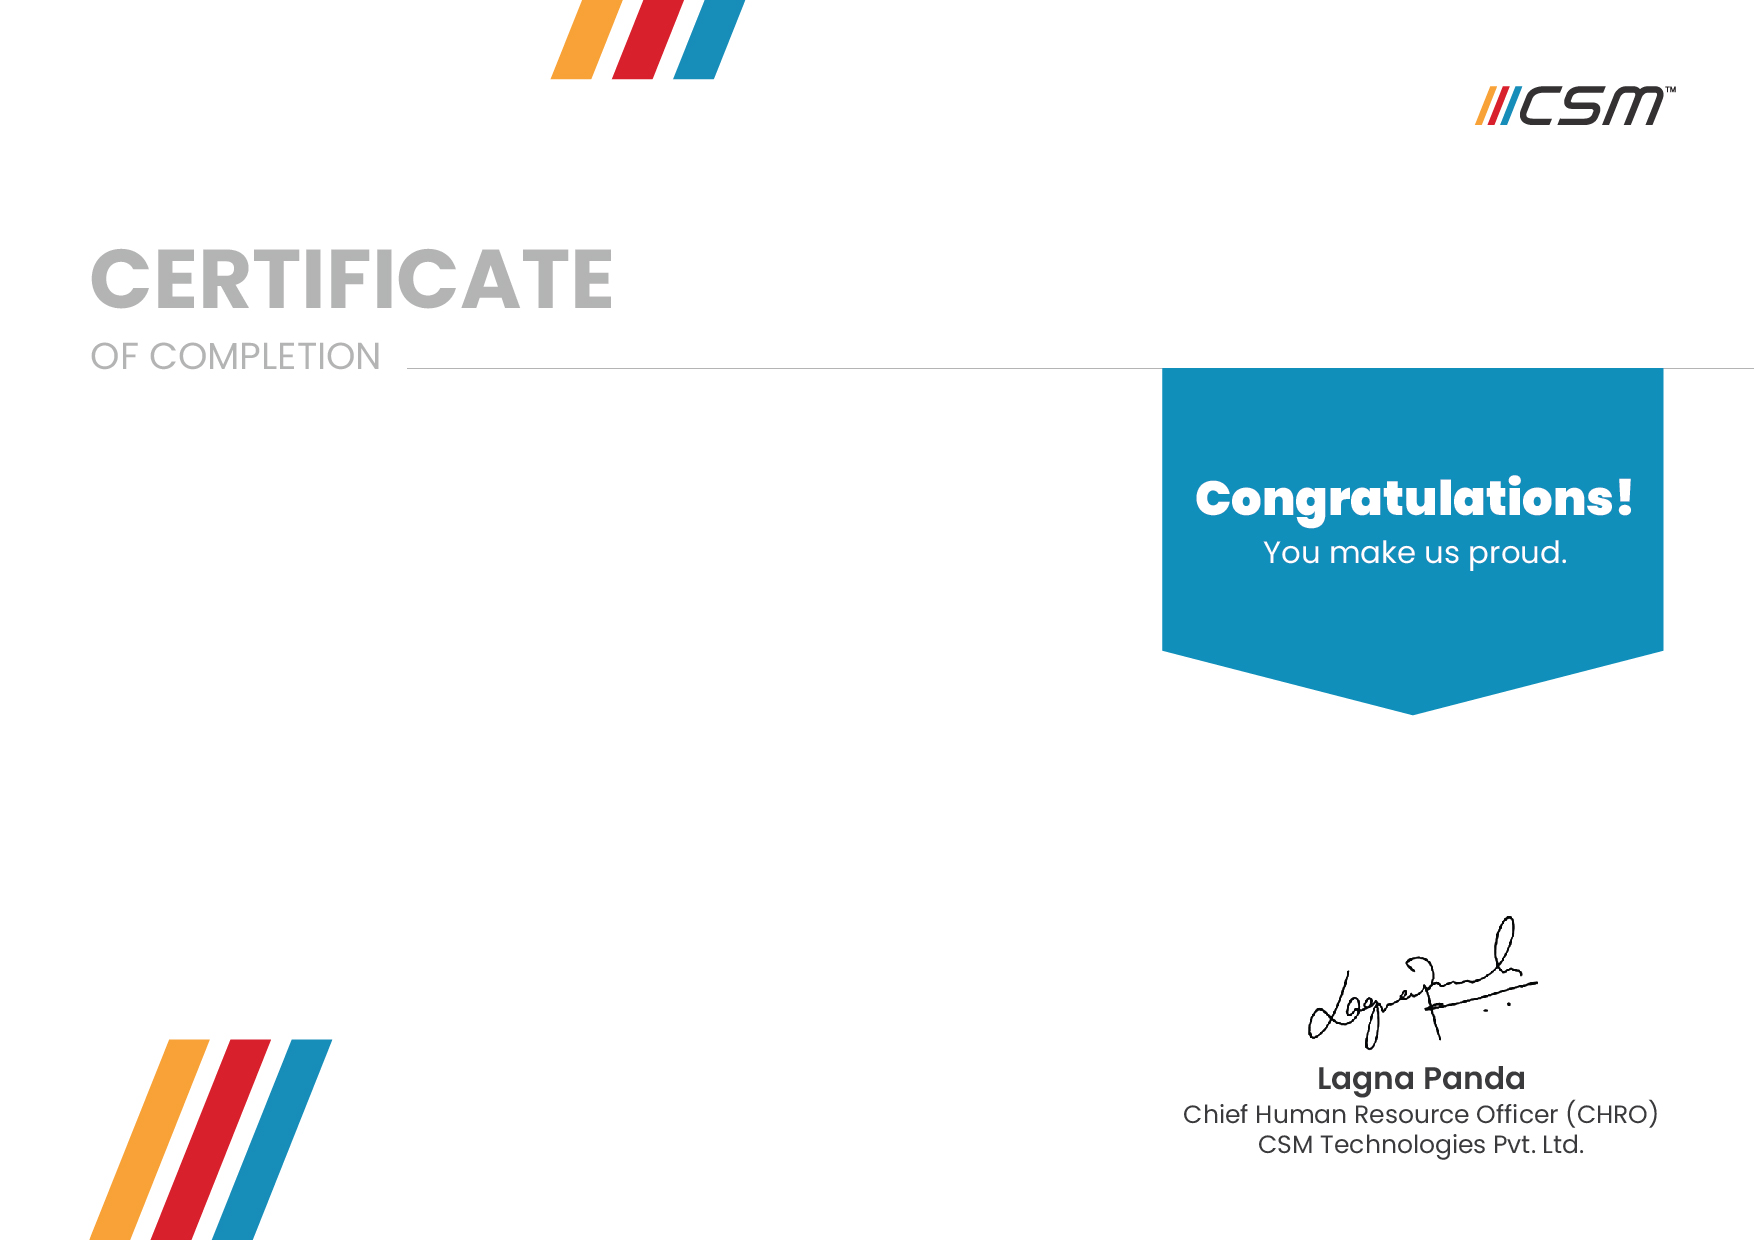 CSM™
CERTIFICATE
OF COMPLETION
Congratulations!
You make us proud.
Lagna Panda
Lagna Panda
Chief Human Resource Officer (CHRO)
CSM Technologies Pvt. Ltd.